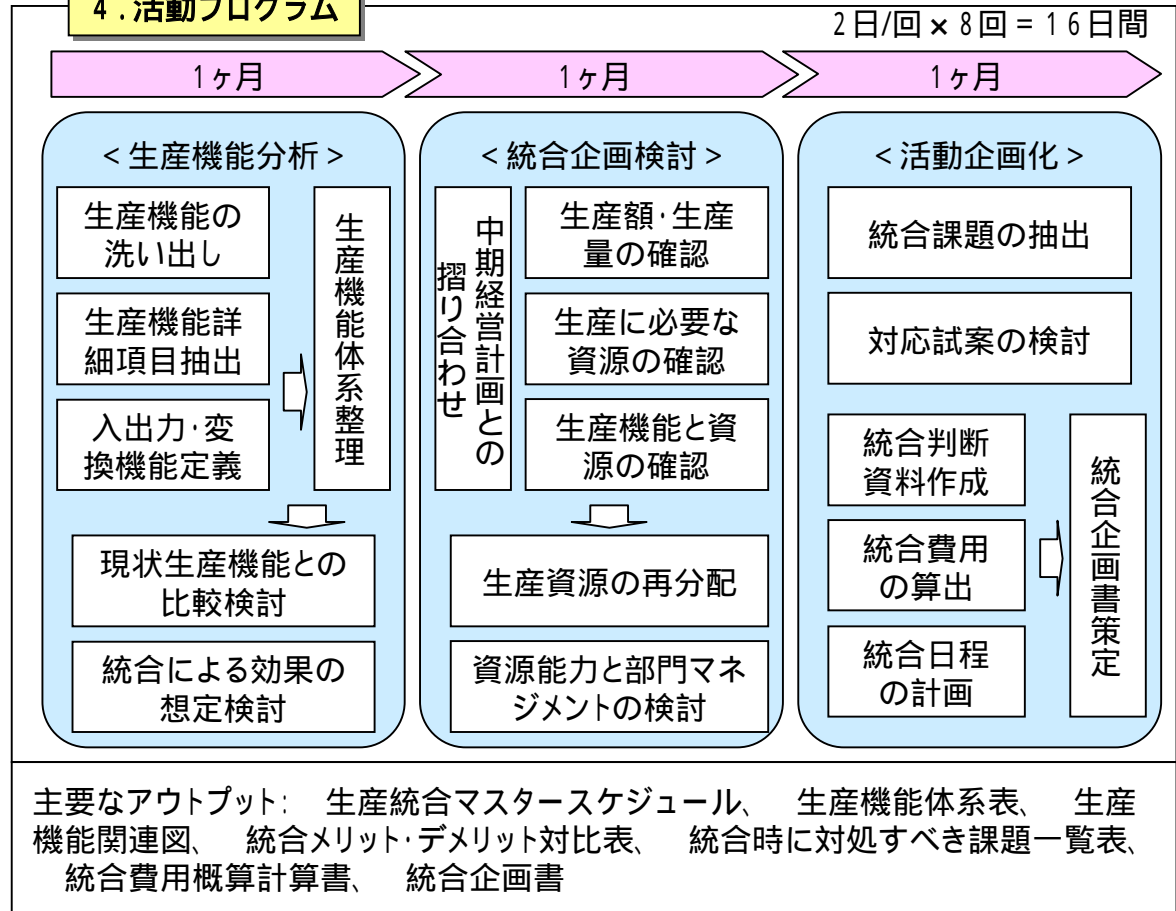 4.活動プログラム
2日/回×8回=16日間
1ヶ月
1ヶ月
1ヶ月
<生産機能分析>
生産機能の
洗い出し
生産機能詳
細項目抽出
入出力・変
換機能定義
生産機能体系整理
現状生産機能との
比較検討
統合による効果の
想定検討
<統合企画検討>
中期経営計画との
摺り合わせ
生産額・生産
量の確認
生産に必要な
資源の確認
生産機能と資
源の確認
生産資源の再分配
資源能力と部門マネ
ジメントの検討
<活動企画化>
統合課題の抽出
対応試案の検討
統合判断
資料作成
統合費用
の算出
統合日程
の計画
統合企画書策定
主要なアウトプット: 生産統合マスタースケジュール、 生産機能体系表、 生産
機能関連図、 統合メリット・デメリット対比表、 統合時に対処すべき課題一覧表、
統合費用概算計算書、 統合企画書